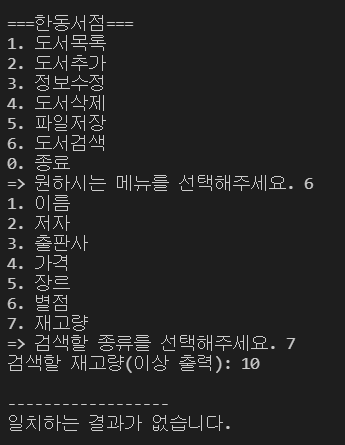 ===한동서점===
1. 도서목록
2. 도서추가
3. 정보수정
4. 도서삭제
5. 파일저장
6. 도서검색
0. 종료
=> 원하시는 메뉴를 선택해주세요. 6
1. 이름
2. 저자
3. 출판사
4. 가격
5. 장르
6. 별점
7. 재고량
=> 검색할 종류를 선택해주세요. 7
검색할 재고량(이상 출력): 10
------------------
일치하는 결과가 없습니다.